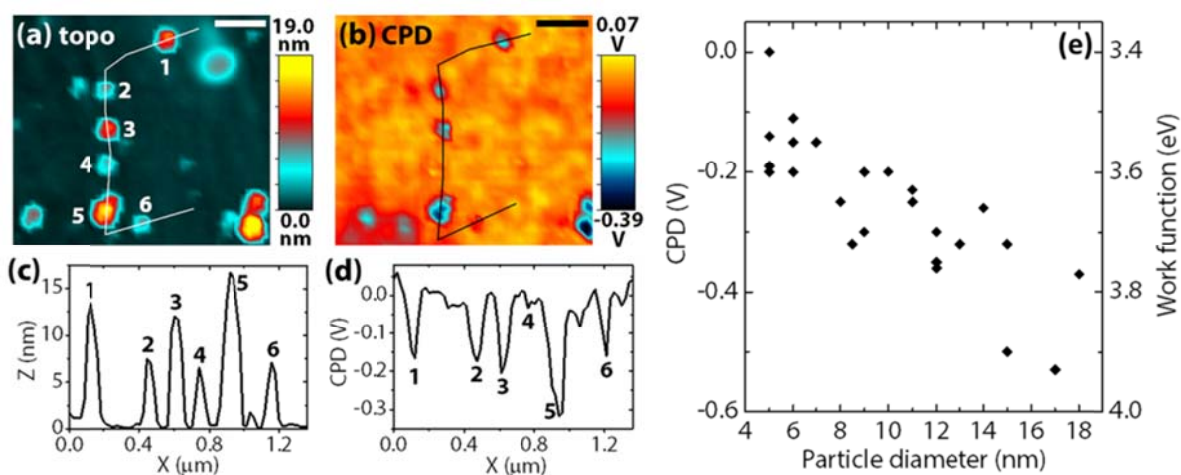 (a) topo
19.0
nm
1
2
3
4
5
6
0.0
nm
(b) CPD
0.07
V
-0.39
V
(c)
Z (nm)
15
10
5
0
1
2
3
4
5
6
0.0
0.4
0.8
1.2
X (μm)
(d)
CPD (V)
0.0
-0.1
-0.2
-0.3
1
2
3
4
5
6
0.0
0.4
0.8
1.2
X (μm)
(e)
CPD (V)
0.0
-0.2
-0.4
-0.6
Work function (eV)
3.4
3.6
3.8
4.0
4 6 8 10 12 14 16 18
Particle diameter (nm)